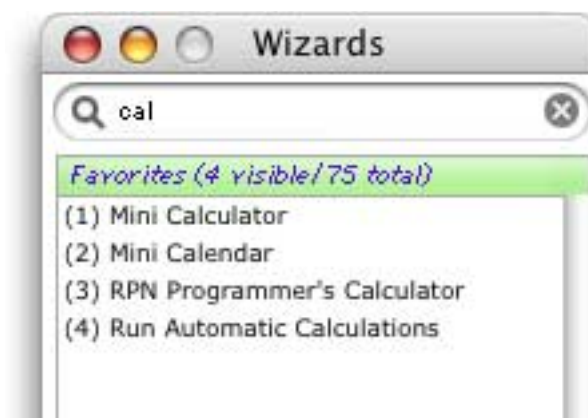 Wizards
cal
Favorites (4 visible/75 total)
(1) Mini Calculator
(2) Mini Calendar
(3) RPN Programmer's Calculator
(4) Run Automatic Calculations